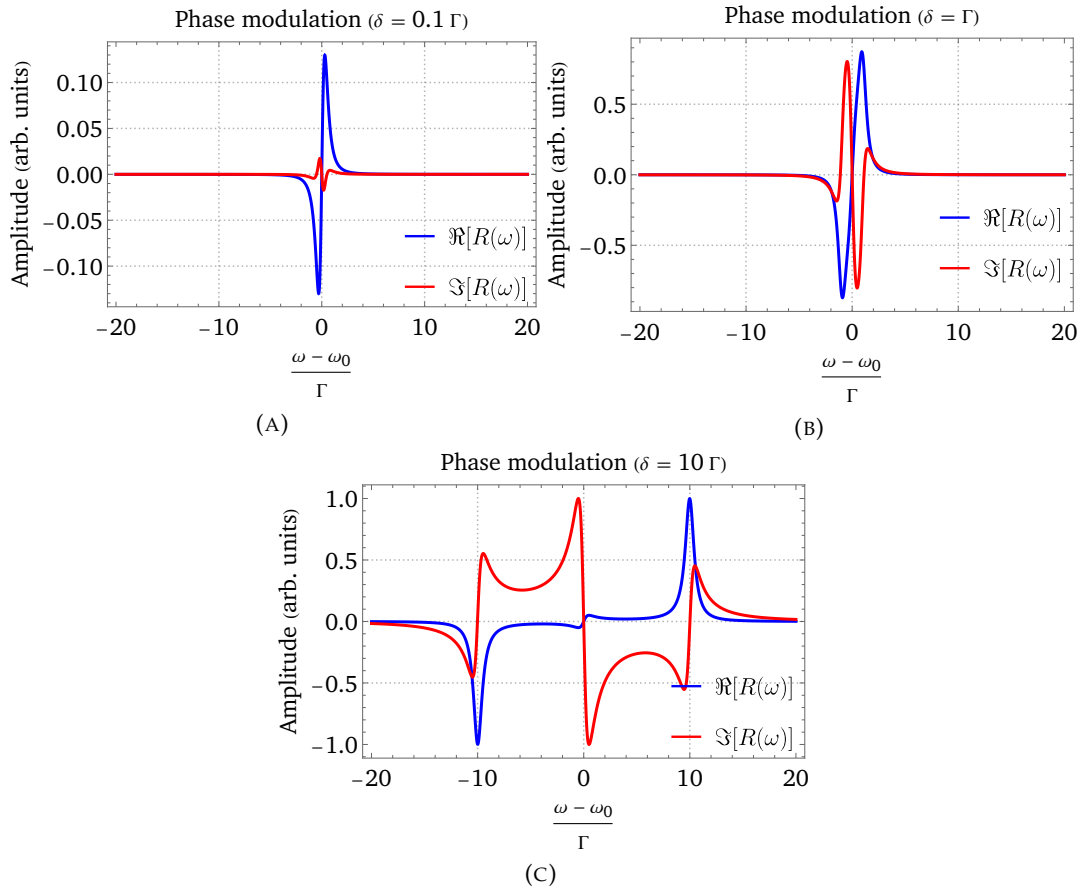 Phase modulation (δ = 0.1 Γ)
Amplitude (arb. units)
0.10
0.05
0.00
−0.05
−0.10
ℜ[R(ω)]
ℑ[R(ω)]
−20 −10 0 10 20
ω − ω₀
Γ
(A)
Phase modulation (δ = Γ)
Amplitude (arb. units)
0.5
0.0
−0.5
ℜ[R(ω)]
ℑ[R(ω)]
−20 −10 0 10 20
ω − ω₀
Γ
(B)
Phase modulation (δ = 10 Γ)
Amplitude (arb. units)
1.0
0.5
0.0
−0.5
−1.0
ℜ[R(ω)]
ℑ[R(ω)]
−20 −10 0 10 20
ω − ω₀
Γ
(C)